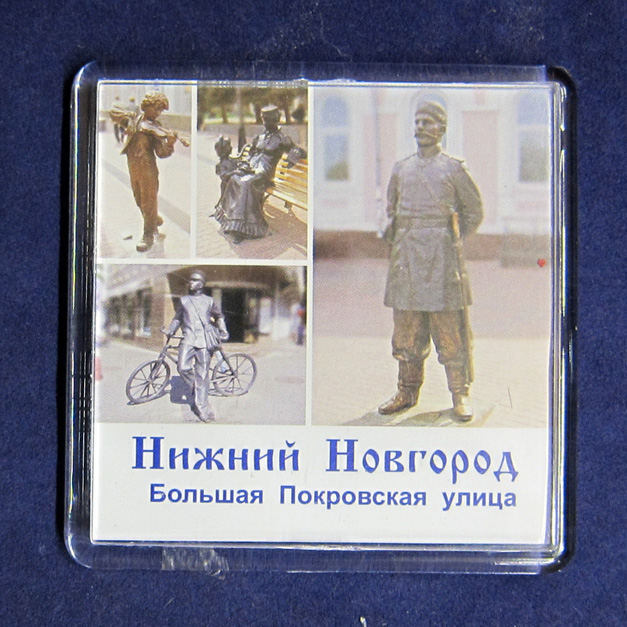 Нижний Новгород
Большая Покровская улица